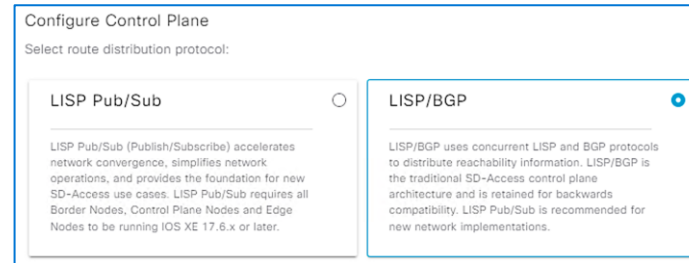 Configure Control Plane
Select route distribution protocol:
LISP Pub/Sub
LISP Pub/Sub (Publish/Subscribe) accelerates
network convergence, simplifies network
operations, and provides the foundation for new
SD-Access use cases. LISP Pub/Sub requires all
Border Nodes, Control Plane Nodes and Edge
Nodes to be running IOS XE 17.6.x or later.
LISP/BGP
LISP/BGP uses concurrent LISP and BGP protocols
to distribute reachability information. LISP/BGP is
the traditional SD-Access control plane
architecture and is retained for backwards
compatibility. LISP Pub/Sub is recommended for
new network implementations.